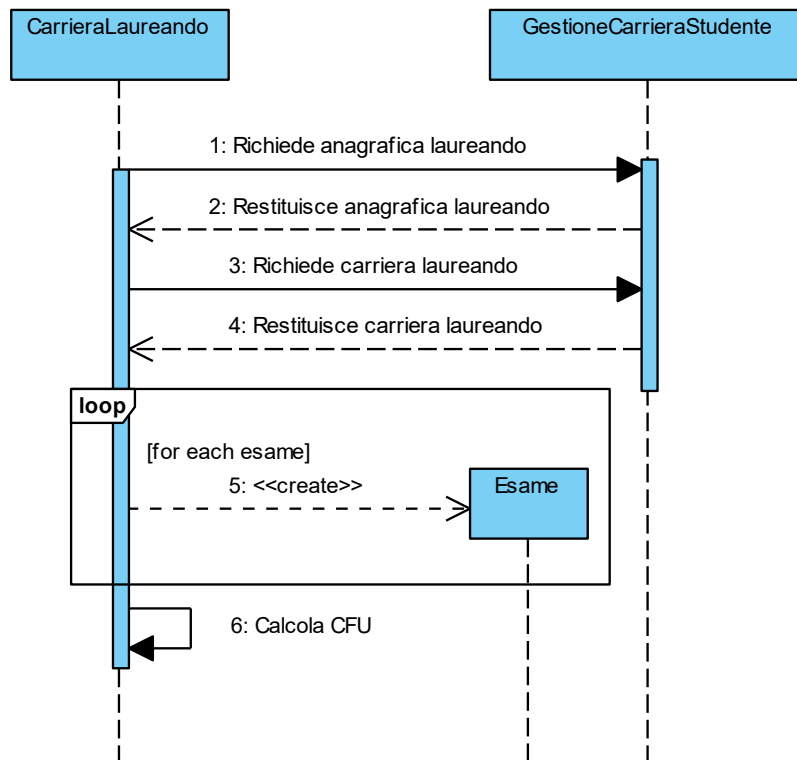 CarrieraLaureando
GestioneCarrieraStudente
1: Richiede anagrafica laureando
2: Restituisce anagrafica laureando
3: Richiede carriera laureando
4: Restituisce carriera laureando
loop
[for each esame]
5: <<create>>
Esame
6: Calcola CFU